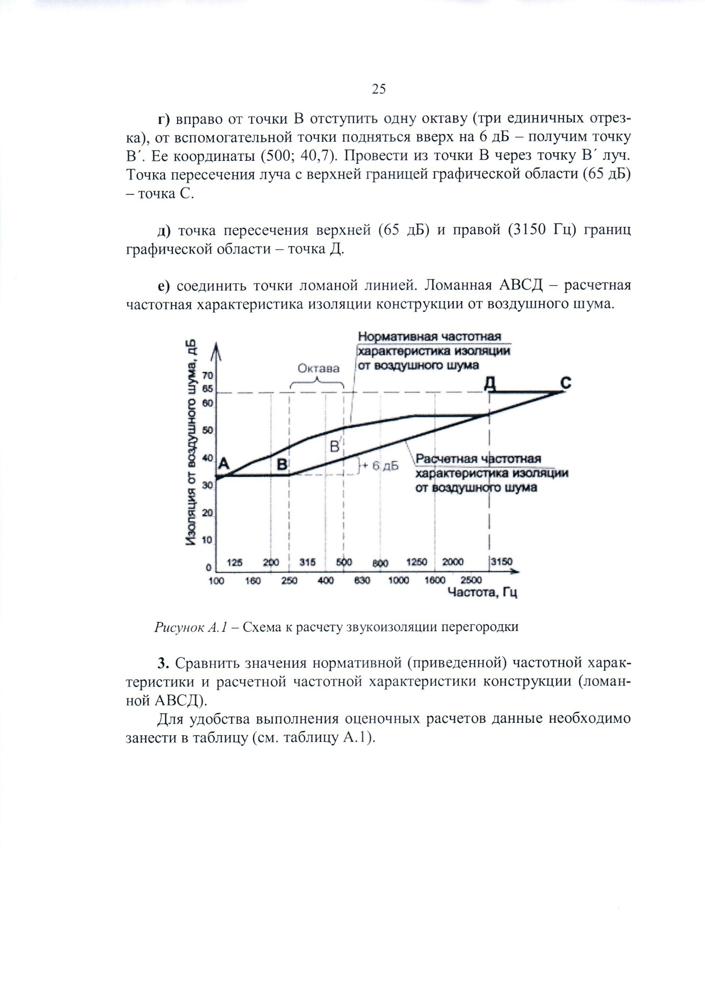 25
г) вправо от точки В отступить одну октаву (три единичных отрез-
ка), от вспомогательной точки подняться вверх на 6 дБ – получим точку
В´. Ее координаты (500; 40,7). Провести из точки В через точку В´ луч.
Точка пересечения луча с верхней границей графической области (65 дБ)
– точка С.
д) точка пересечения верхней (65 дБ) и правой (3150 Гц) границ
графической области – точка Д.
е) соединить точки ломаной линией. Ломанная АВСД – расчетная
частотная характеристика изоляции конструкции от воздушного шума.
Изоляция от воздушного шума, дБ
Нормативная частотная
характеристика изоляции
от воздушного шума
Октава
70
65
60
50
40
30
20
10
0
Д
С
В´
А
В
+ 6 дБ
Расчетная частотная
характеристика изоляции
от воздушного шума
125 200 315 500 800 1250 2000 3150
100 160 250 400 630 1000 1600 2500
Частота, Гц
Рисунок А.1 – Схема к расчету звукоизоляции перегородки
3. Сравнить значения нормативной (приведенной) частотной харак-
теристики и расчетной частотной характеристики конструкции (ломан-
ной АВСД).
Для удобства выполнения оценочных расчетов данные необходимо
занести в таблицу (см. таблицу А.1).